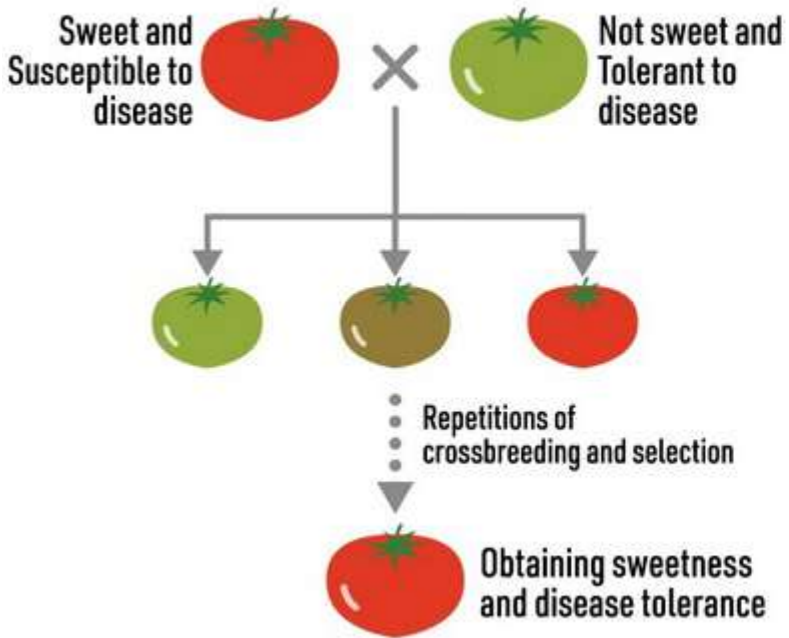 Sweet and
Susceptible to
disease
Not sweet and
Tolerant to
disease
Repetitions of
crossbreeding and selection
Obtaining sweetness
and disease tolerance